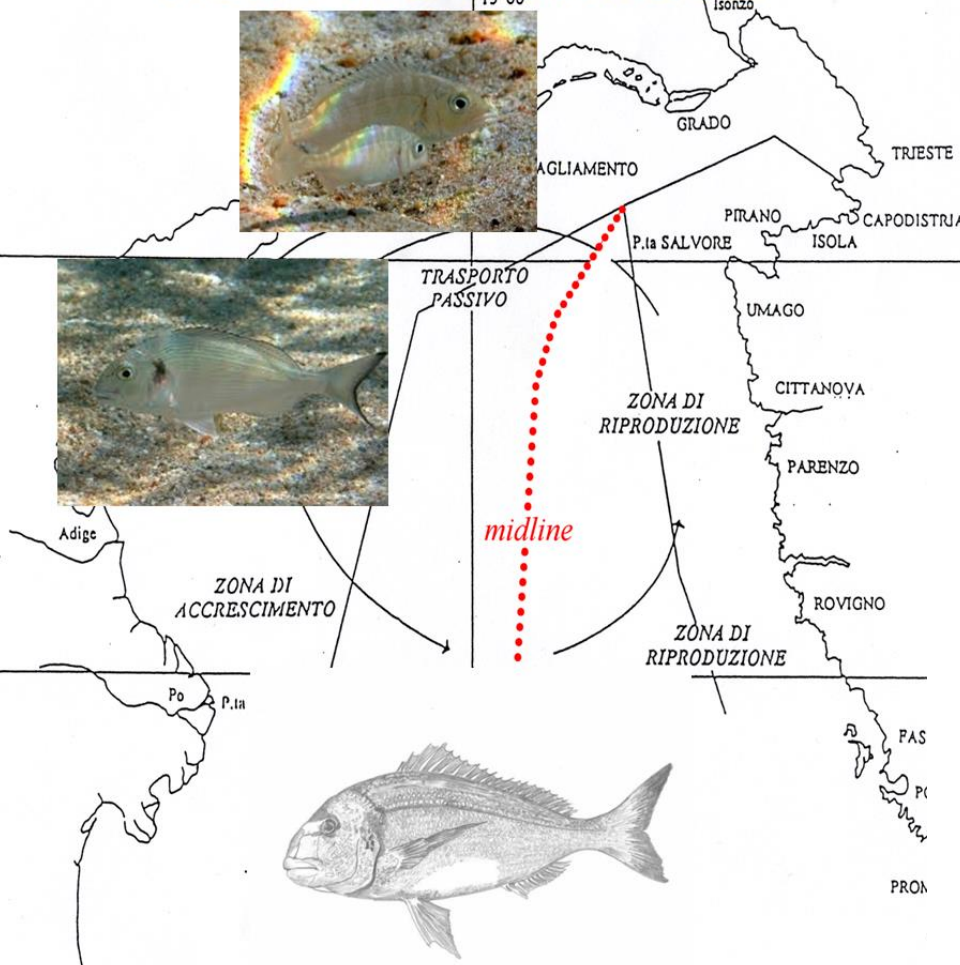 Isonzo
GRADO
TRIESTE
AGLIAMENTO
PIRANO
CAPODISTRIA
ISOLA
P.ta SALVORE
TRASPORTO
PASSIVO
UMAGO
CITTANOVA
ZONA DI
RIPRODUZIONE
PARENZO
midline
Adige
ZONA DI
ACCRESCIMENTO
ROVIGNO
ZONA DI
RIPRODUZIONE
Po
P.ta
FAS
PO
PROM